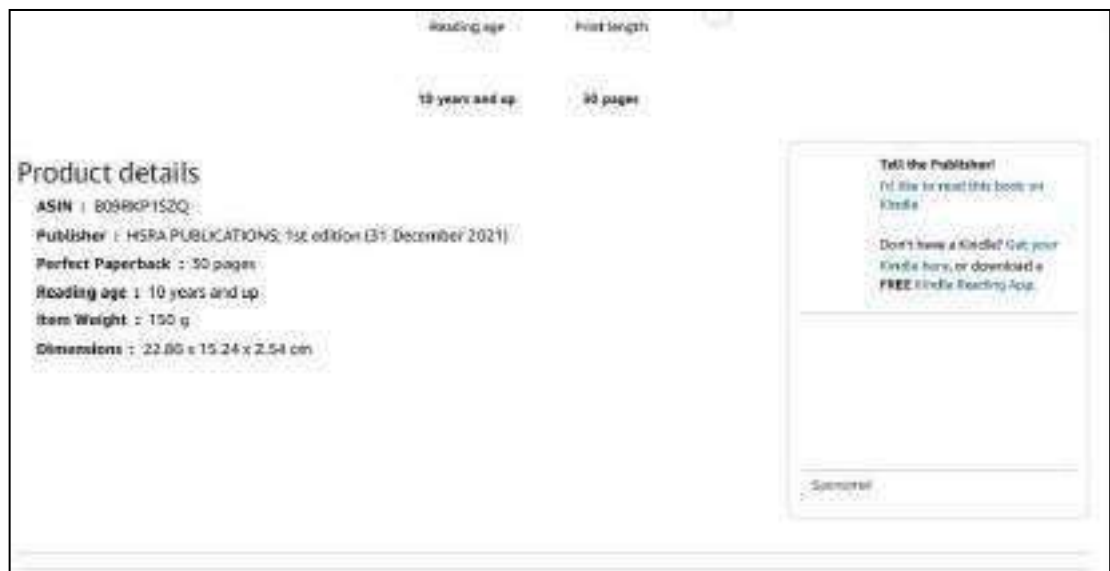 Reading age Print length
10 years and up 30 pages
Product details
ASIN : B09RKP1SZQ
Publisher : HSRA PUBLICATIONS; 1st edition (31 December 2021)
Perfect Paperback : 30 pages
Reading age : 10 years and up
Item Weight : 150 g
Dimensions : 22.86 x 15.24 x 2.54 cm
Tell the Publisher!
I'd like to read this book on
Kindle
Don't have a Kindle? Get your
Kindle here, or download a
FREE Kindle Reading App.
Sponsored